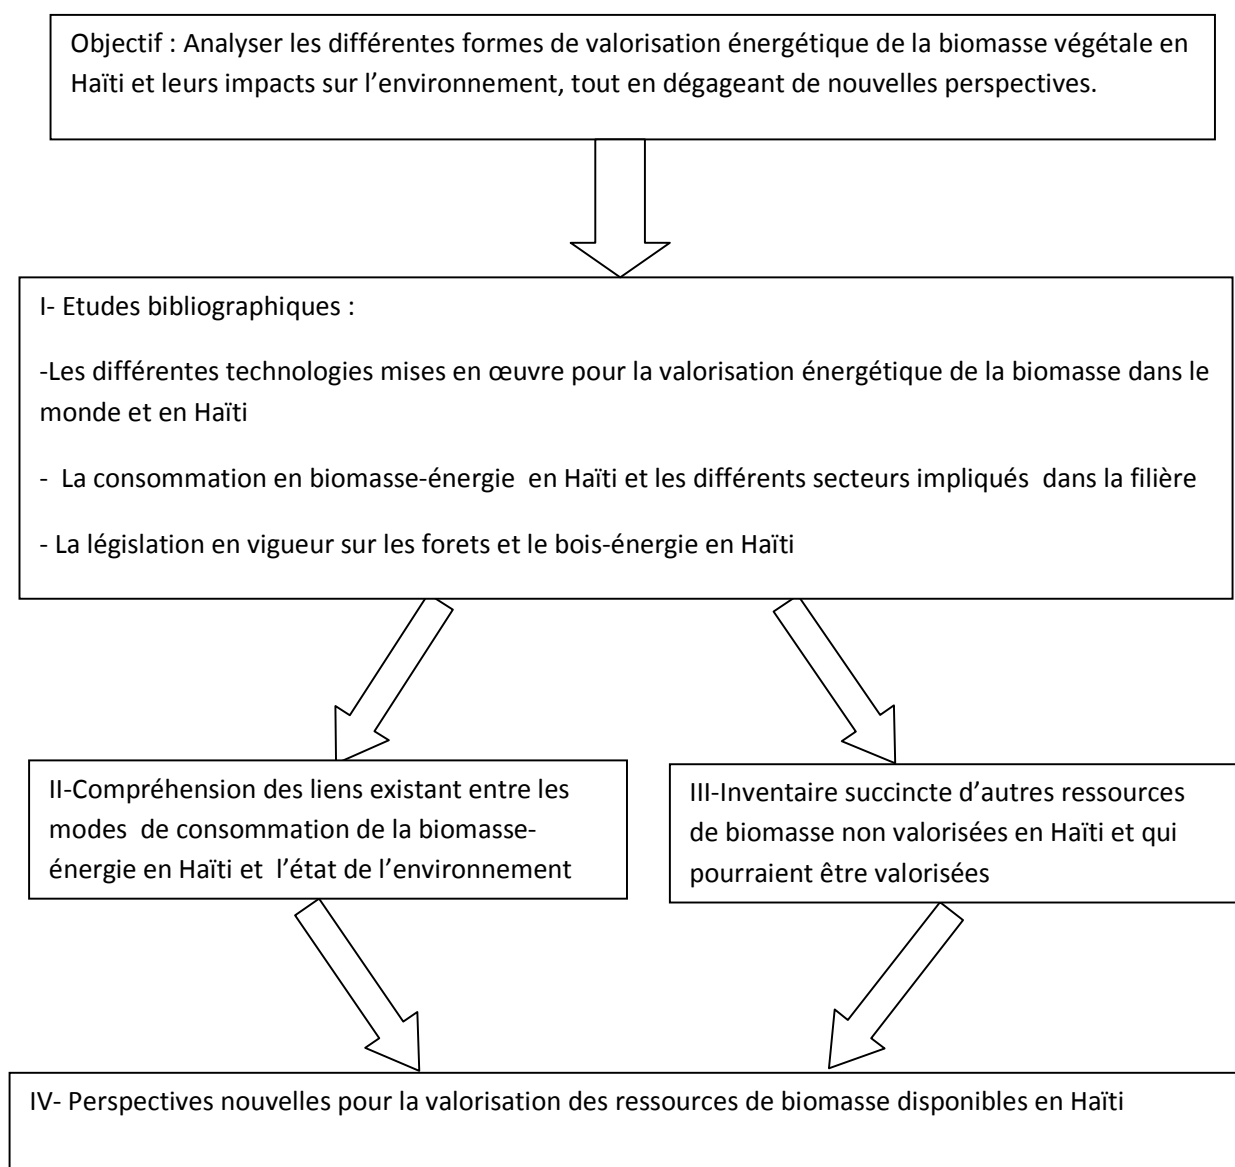 Objectif : Analyser les différentes formes de valorisation énergétique de la biomasse végétale en
Haïti et leurs impacts sur l’environnement, tout en dégageant de nouvelles perspectives.
I- Etudes bibliographiques :
-Les différentes technologies mises en œuvre pour la valorisation énergétique de la biomasse dans le
monde et en Haïti
- La consommation en biomasse-énergie en Haïti et les différents secteurs impliqués dans la filière
- La législation en vigueur sur les forets et le bois-énergie en Haïti
II-Compréhension des liens existant entre les
modes de consommation de la biomasse-
énergie en Haïti et l’état de l’environnement
III-Inventaire succincte d’autres ressources
de biomasse non valorisées en Haïti et qui
pourraient être valorisées
IV- Perspectives nouvelles pour la valorisation des ressources de biomasse disponibles en Haïti